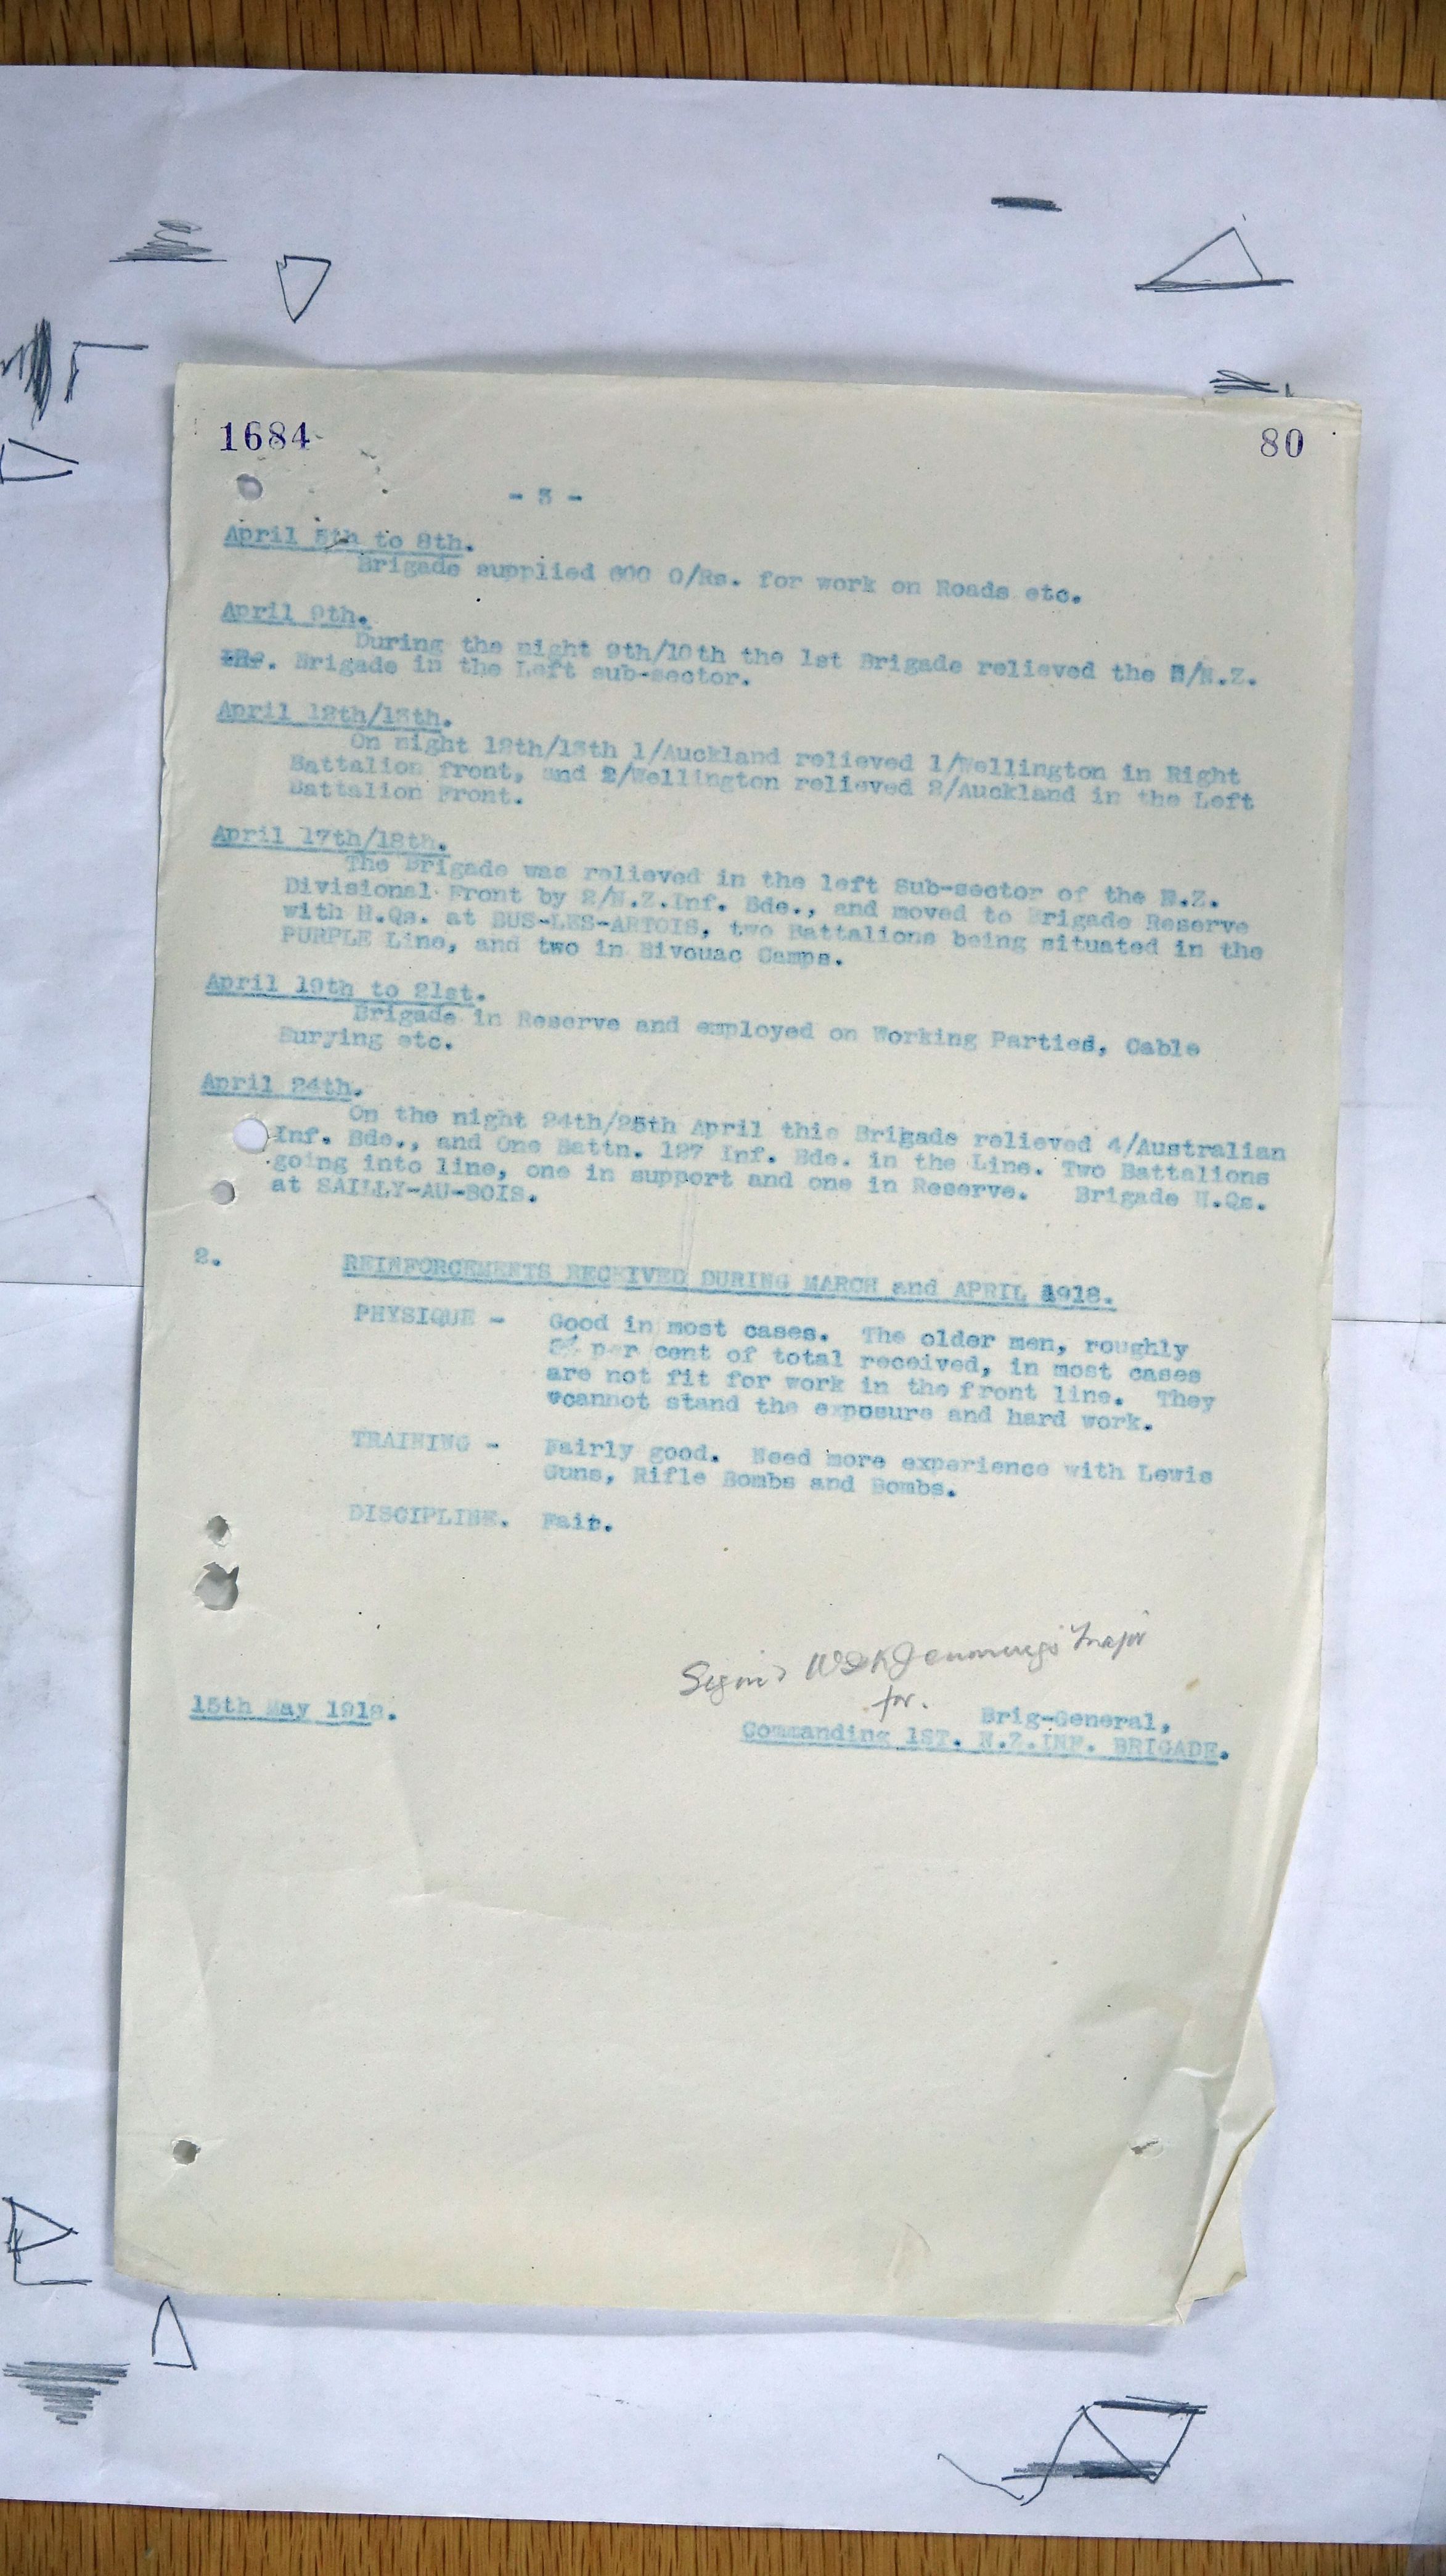 1684
80
- 3 -
April 5th to 8th.
Brigade supplied 600 O/Rs. for work on Roads etc.
April 9th.
During the night 9th/10th the 1st Brigade relieved the 3/N.Z.
Brigade in the Left sub-sector.
April 12th/13th.
On night 12th/13th 1/Auckland relieved 1/Wellington in Right
Battalion front, and 2/Wellington relieved 2/Auckland in the Left
Battalion Front.
April 17th/18th.
The Brigade was relieved in the left Sub-sector of the N.Z.
Divisional Front by 2/N.Z.Inf. Bde., and moved to Brigade Reserve
with H.Qs. at BUS-LES-ARTOIS, two Battalions being situated in the
PURPLE Line, and two in Bivouac Camps.
April 19th to 21st.
Brigade in Reserve and employed on Working Parties, Cable
Burying etc.
April 24th.
On the night 24th/25th April this Brigade relieved 4/Australian
Inf. Bde., and One Battn. 127 Inf. Bde. in the Line. Two Battalions
going into line, one in support and one in Reserve. Brigade H.Qs.
at SAILLY-AU-BOIS.
2. REINFORCEMENTS RECEIVED DURING MARCH and APRIL 1918.
PHYSIQUE - Good in most cases. The older men, roughly
per cent of total received, in most cases
are not fit for work in the front line. They
cannot stand the exposure and hard work.
TRAINING - Fairly good. Need more experience with Lewis
Guns, Rifle Bombs and Bombs.
DISCIPLINE. Fair.
Signed Jennings Major
for.
15th May 1918.
Brig-General,
Commanding 1ST. N.Z.INF. BRIGADE.